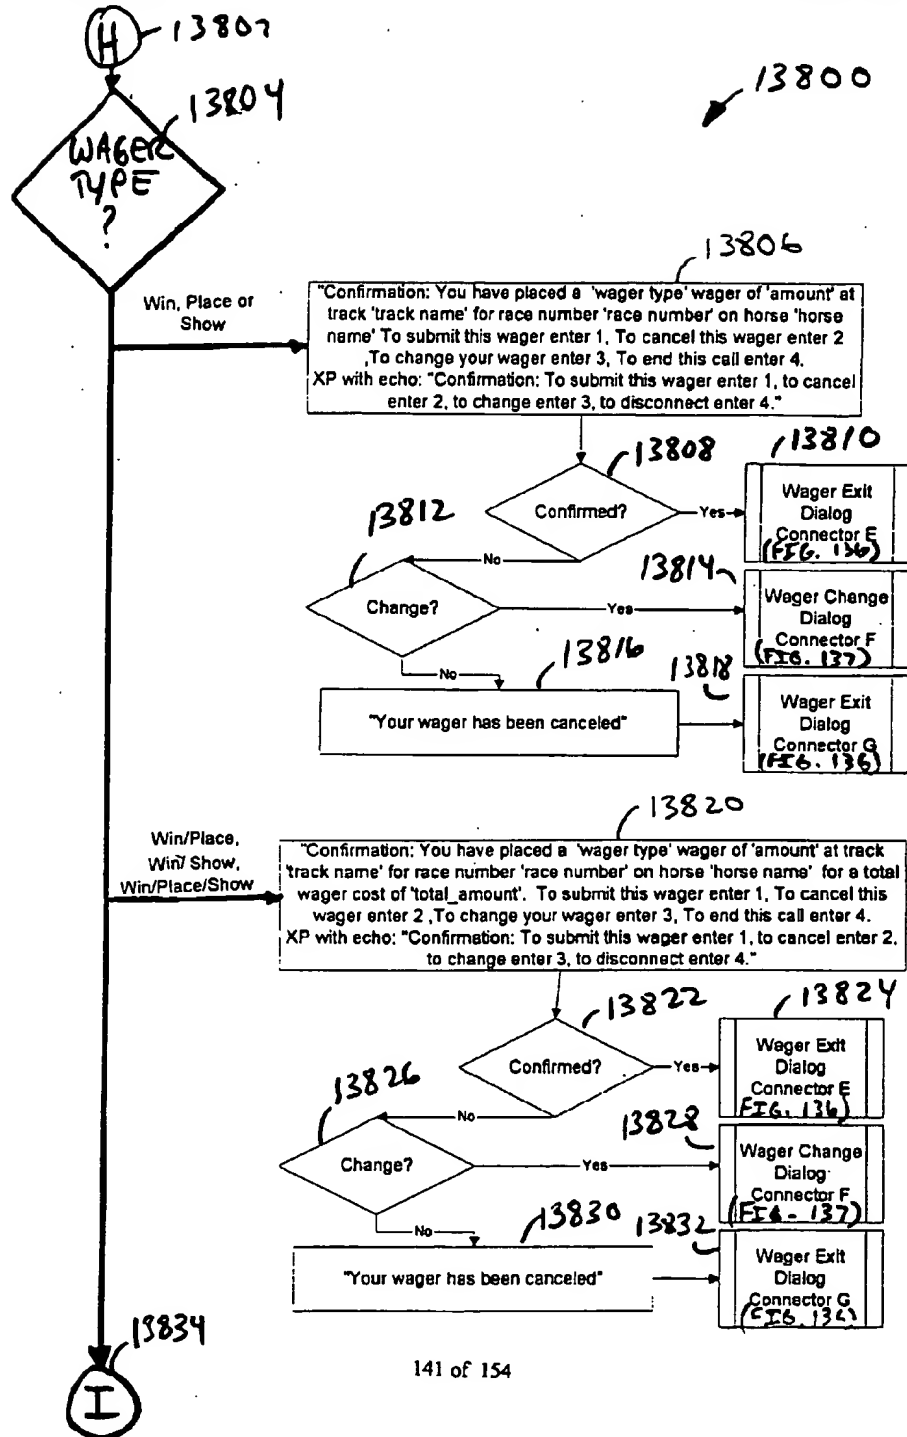 H
13802
13800
13804
WAGER
TYPE
?
13806
Win, Place or
Show
"Confirmation: You have placed a 'wager type' wager of 'amount' at
track 'track name' for race number 'race number' on horse 'horse
name' To submit this wager enter 1, To cancel this wager enter 2
,To change your wager enter 3, To end this call enter 4.
XP with echo: "Confirmation: To submit this wager enter 1, to cancel
enter 2, to change enter 3, to disconnect enter 4."
13808
13810
Confirmed?
Yes
Wager Exit
Dialog
Connector E
(FIG. 136)
No
13812
13814
Change?
Yes
Wager Change
Dialog
Connector F
(FIG. 137)
No
13816
13818
"Your wager has been canceled"
Wager Exit
Dialog
Connector G
(FIG. 136)
13820
Win/Place,
Win/ Show,
Win/Place/Show
"Confirmation: You have placed a 'wager type' wager of 'amount' at track
'track name' for race number 'race number' on horse 'horse name' for a total
wager cost of 'total_amount'. To submit this wager enter 1, To cancel this
wager enter 2 ,To change your wager enter 3, To end this call enter 4.
XP with echo: "Confirmation: To submit this wager enter 1, to cancel enter 2,
to change enter 3, to disconnect enter 4."
13822
13824
Confirmed?
Yes
Wager Exit
Dialog
Connector E
(FIG. 136)
No
13826
13828
Change?
Yes
Wager Change
Dialog
Connector F
(FIG. 137)
No
13830
13832
"Your wager has been canceled"
Wager Exit
Dialog
Connector G
(FIG. 136)
13834
I
141 of 154